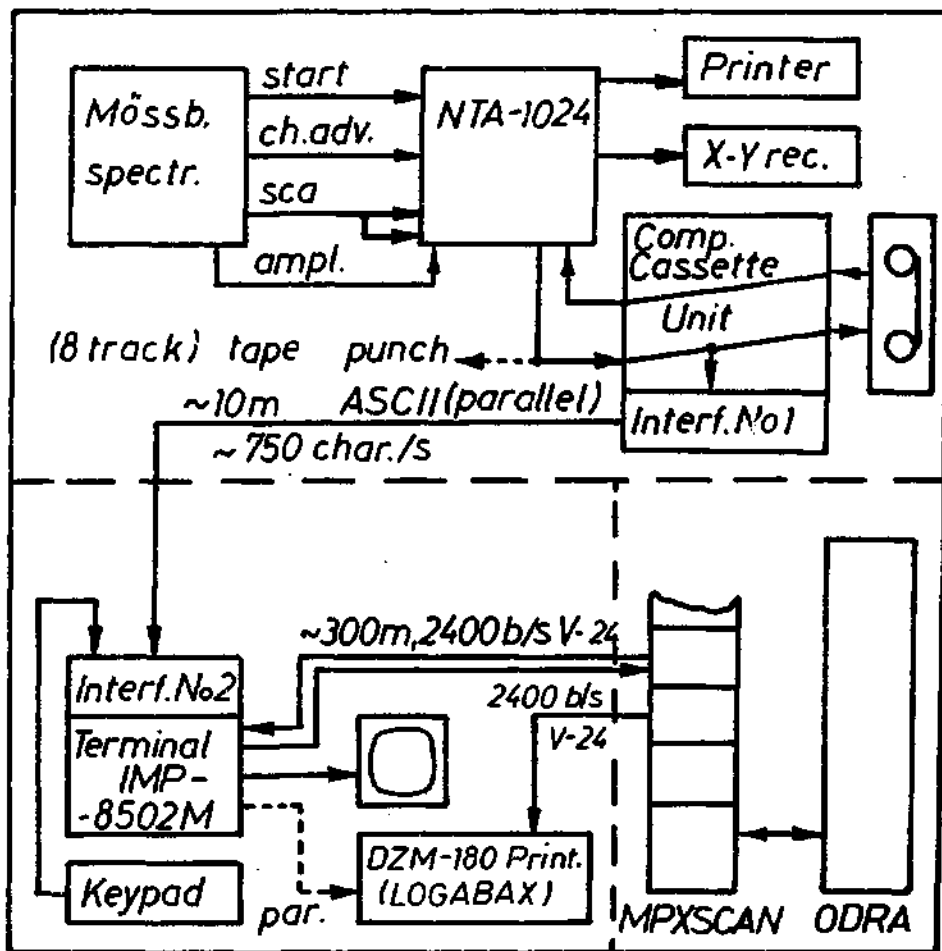 Mössb.
spectr.
start
ch.adv.
sca
ampl.
NTA-1024
Printer
X-Y rec.
Comp.
Cassette
Unit
Interf.No1
(8 track) tape punch
~10m ASCII(parallel)
~750 char./s
~300m,2400b/s V-24
2400 b/s
V-24
Interf.No2
Terminal
IMP-
-8502M
Keypad
par.
DZM-180 Print.
(LOGABAX)
MPXSCAN
ODRA